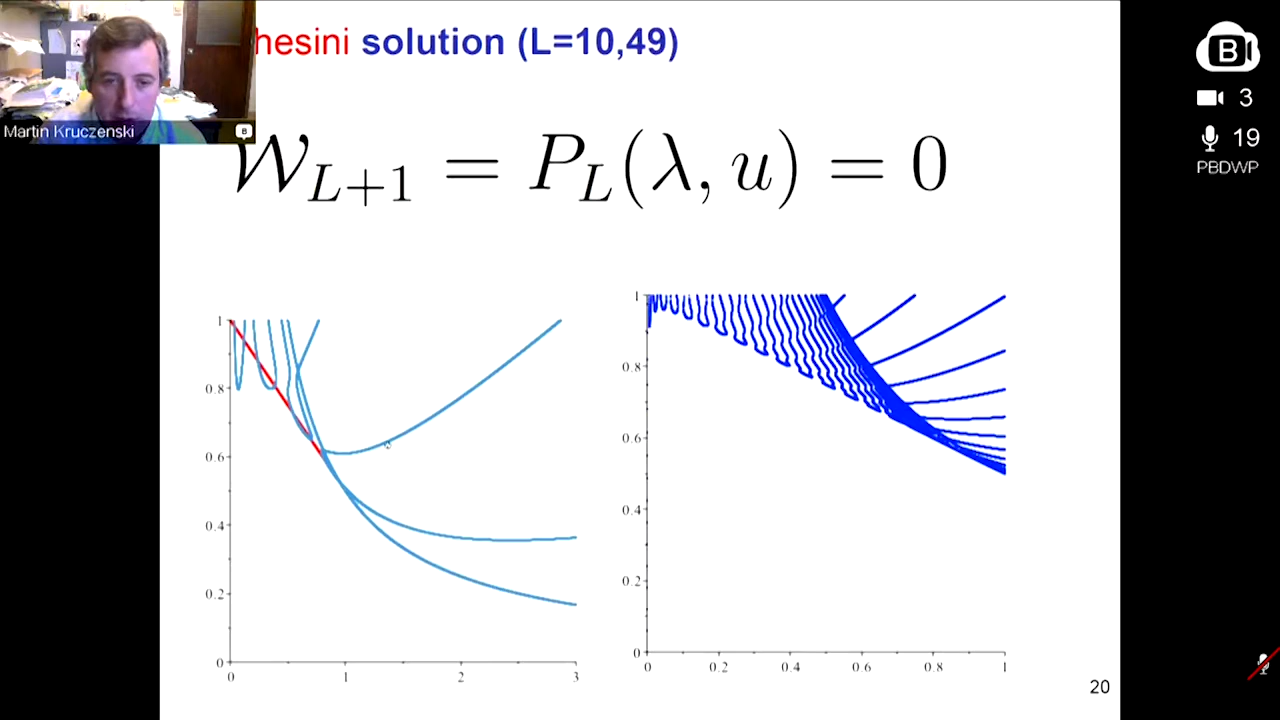 hesini solution (L=10,49)
Martin Kruczenski
B
B
3
19
PBDWP
𝒲_{L+1} = P_L(λ, u) = 0
1
0.8
0.6
0.4
0.2
0
0 1 2 3
1
0.8
0.6
0.4
0.2
0
0 0.2 0.4 0.6 0.8 1
20